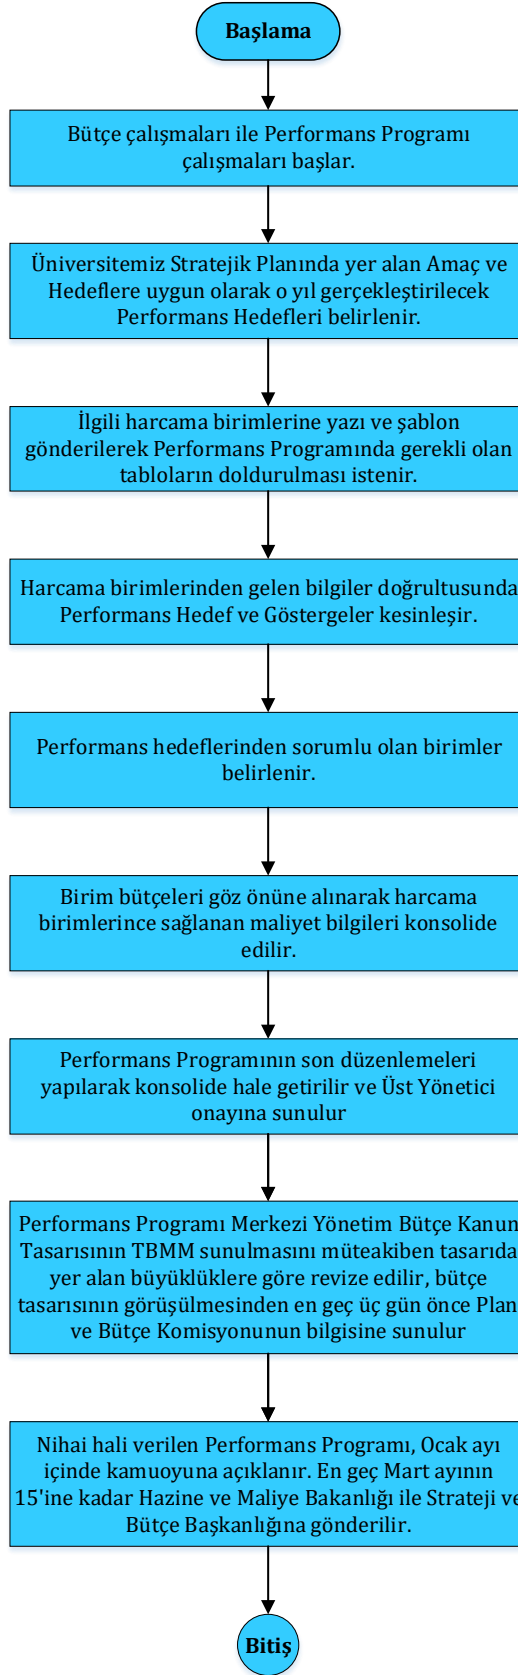 Başlama
Bütçe çalışmaları ile Performans Programı
çalışmaları başlar.
Üniversitemiz Stratejik Planında yer alan Amaç ve
Hedeflere uygun olarak o yıl gerçekleştirilecek
Performans Hedefleri belirlenir.
İlgili harcama birimlerine yazı ve şablon
gönderilerek Performans Programında gerekli olan
tabloların doldurulması istenir.
Harcama birimlerinden gelen bilgiler doğrultusunda
Performans Hedef ve Göstergeler kesinleşir.
Performans hedeflerinden sorumlu olan birimler
belirlenir.
Birim bütçeleri göz önüne alınarak harcama
birimlerince sağlanan maliyet bilgileri konsolide
edilir.
Performans Programının son düzenlemeleri
yapılarak konsolide hale getirilir ve Üst Yönetici
onayına sunulur
Performans Programı Merkezi Yönetim Bütçe Kanun
Tasarısının TBMM sunulmasını müteakiben tasarıda
yer alan büyüklüklere göre revize edilir, bütçe
tasarısının görüşülmesinden en geç üç gün önce Plan
ve Bütçe Komisyonunun bilgisine sunulur
Nihai hali verilen Performans Programı, Ocak ayı
içinde kamuoyuna açıklanır. En geç Mart ayının
15'ine kadar Hazine ve Maliye Bakanlığı ile Strateji ve
Bütçe Başkanlığına gönderilir.
Bitiş